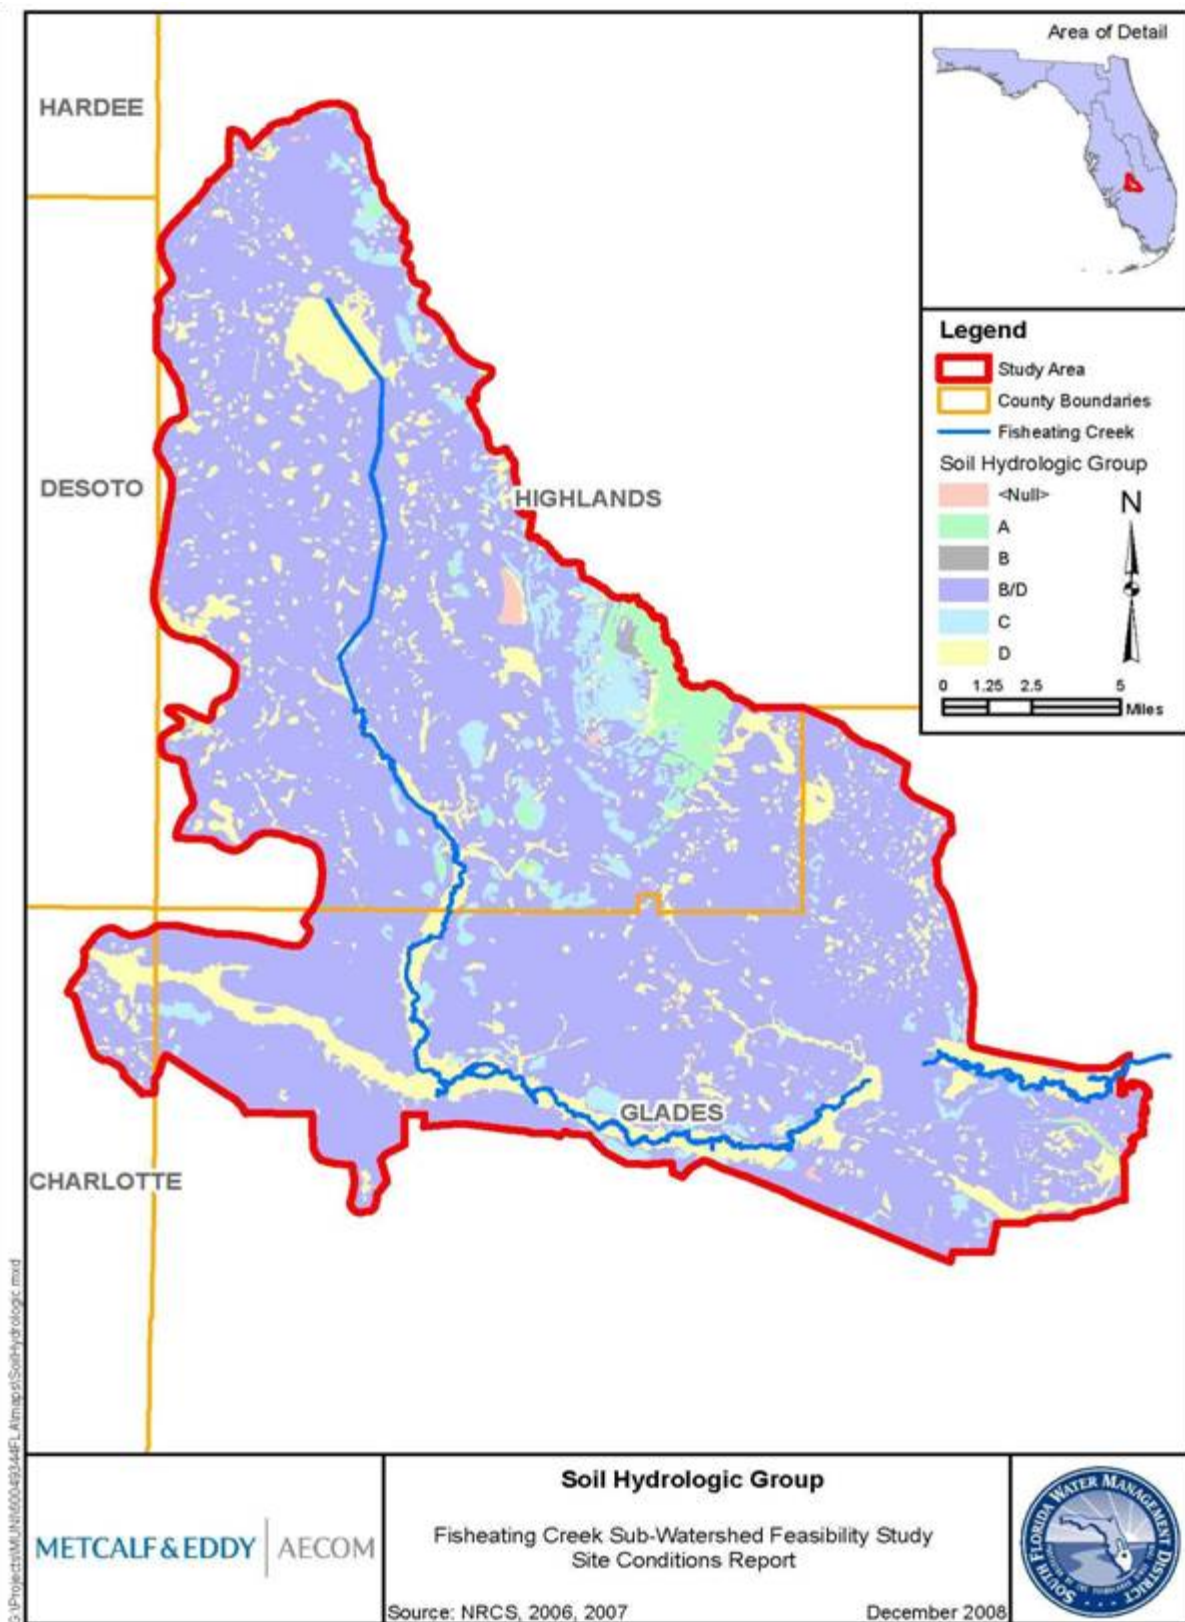 Area of Detail
HARDEE
Legend
Study Area
County Boundaries
Fisheating Creek
Soil Hydrologic Group
<Null>
A
B
B/D
C
D
N
0 1.25 2.5 5
Miles
DESOTO
HIGHLANDS
GLADES
CHARLOTTE
Soil Hydrologic Group
METCALF & EDDY | AECOM
Fisheating Creek Sub-Watershed Feasibility Study
Site Conditions Report
Source: NRCS, 2006, 2007
December 2008
SOUTH FLORIDA WATER MANAGEMENT DISTRICT